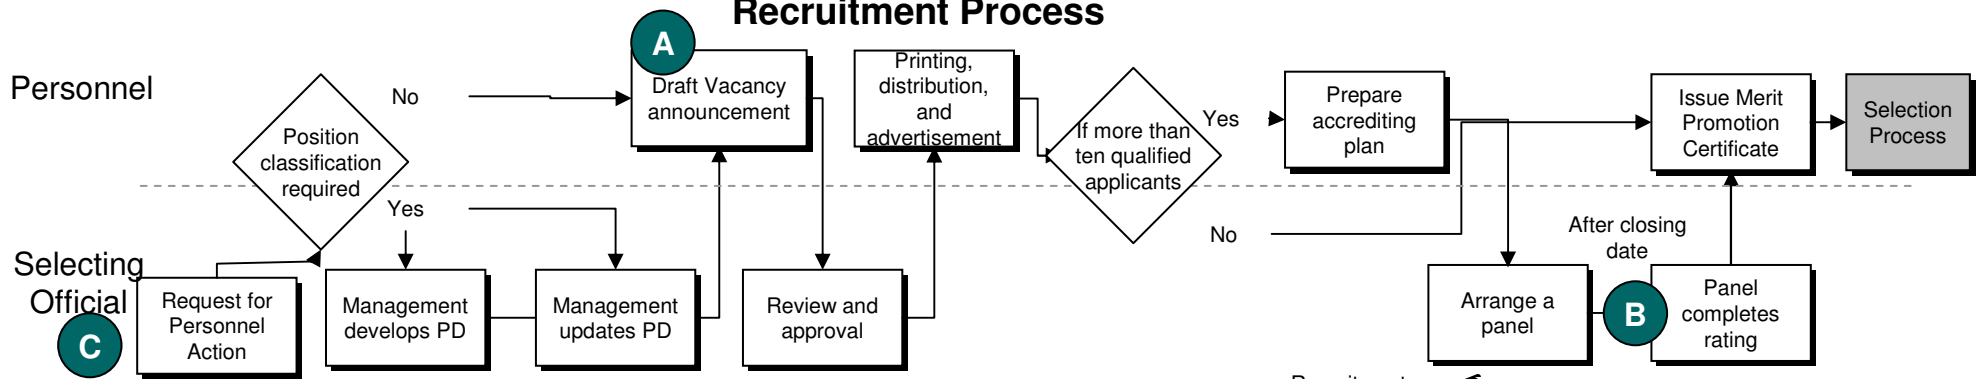 Recruitment Process
Personnel
A
Draft Vacancy
announcement
Printing,
distribution,
and
advertisement
No
Position
classification
required
If more than
ten qualified
applicants
Yes
Prepare
accrediting
plan
Issue Merit
Promotion
Certificate
Selection
Process
Yes
No
After closing
date
Selecting
Official
C
Request for
Personnel
Action
Management
develops PD
Management
updates PD
Review and
approval
Arrange a
panel
B
Panel
completes
rating